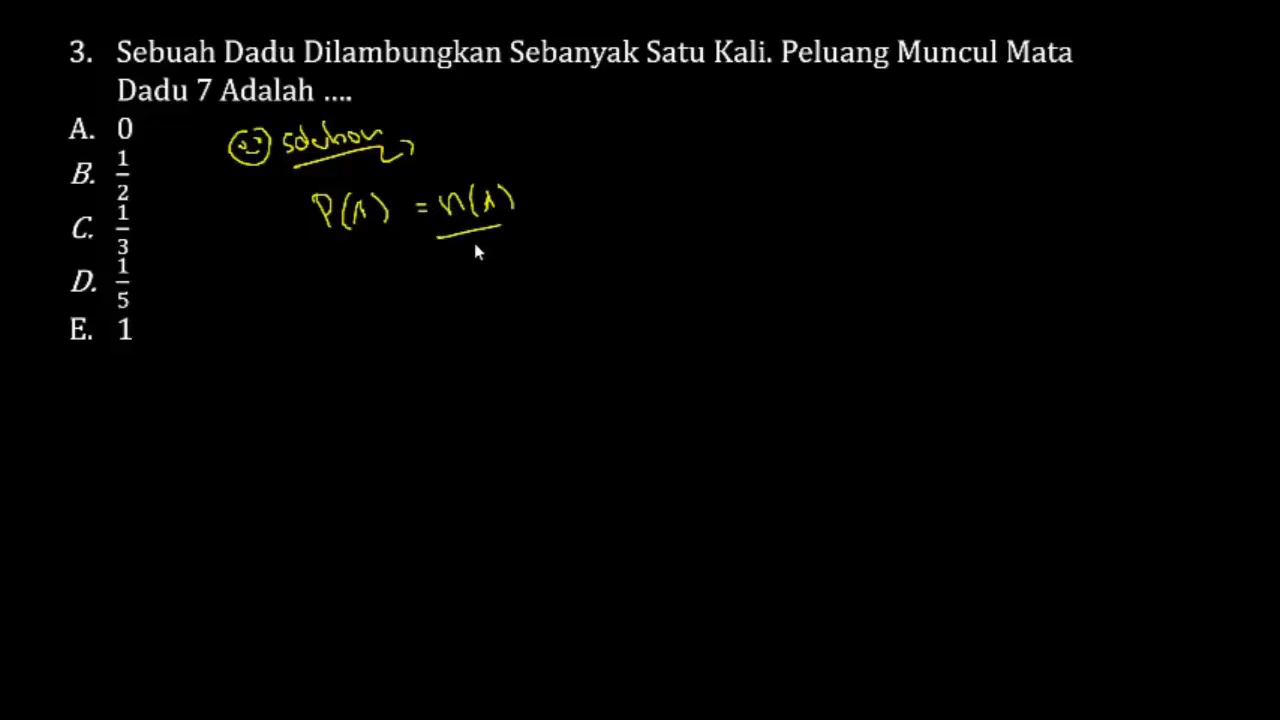 3. Sebuah Dadu Dilambungkan Sebanyak Satu Kali. Peluang Muncul Mata
Dadu 7 Adalah ....
A. 0
B. 1/2
C. 1/3
D. 1/5
E. 1
P(A) = n(A)